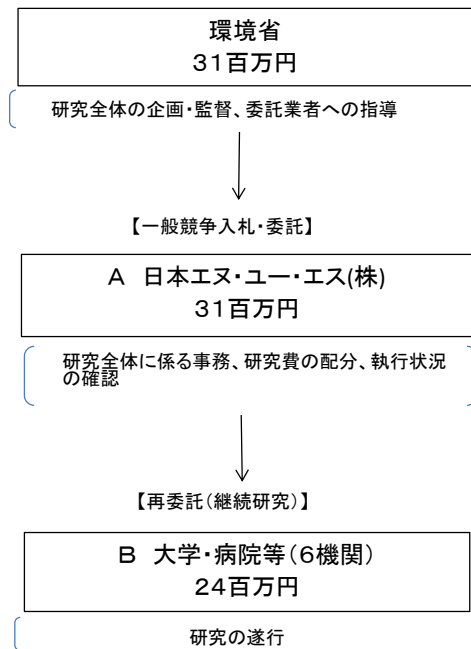 環境省
31百万円
研究全体の企画・監督、委託業者への指導
【一般競争入札・委託】
A 日本エヌ・ユー・エス(株)
31百万円
研究全体に係る事務、研究費の配分、執行状況
の確認
【再委託(継続研究)】
B 大学・病院等(6機関)
24百万円
研究の遂行